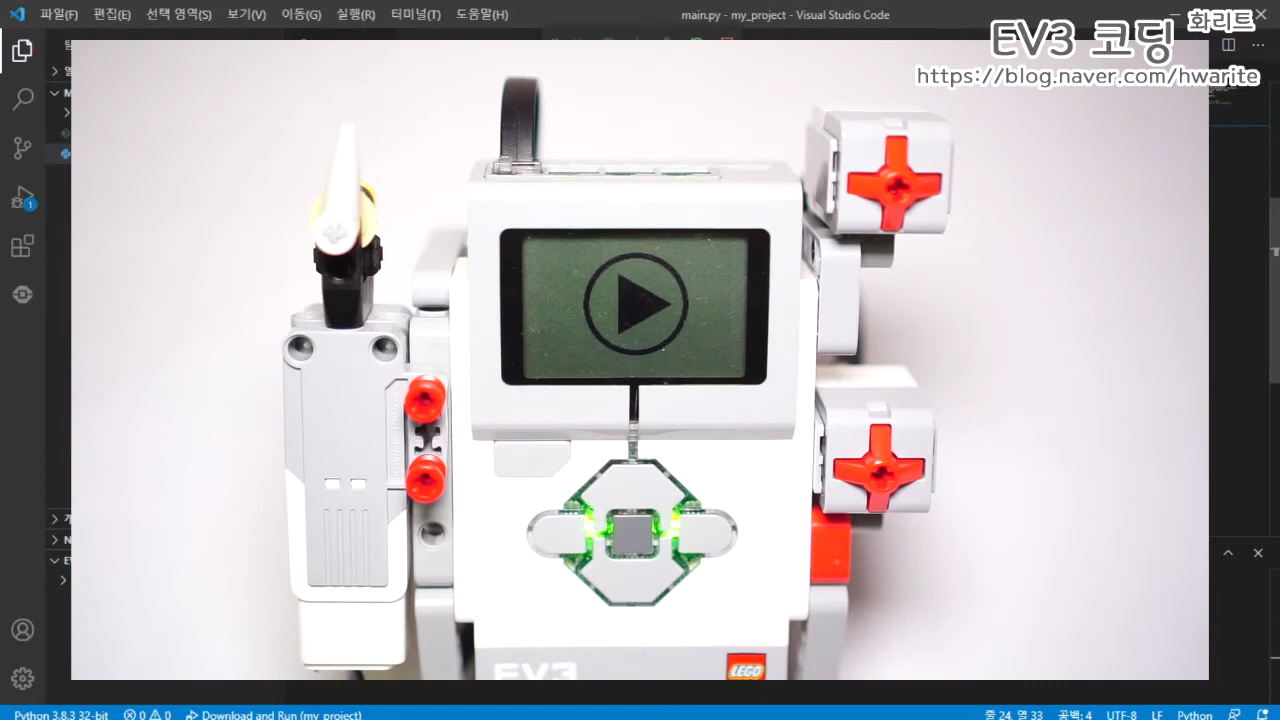 파일(F) 편집(E) 선택 영역(S) 보기(V) 이동(G) 실행(R) 터미널(T) 도움말(H) main.py - my_project - Visual Studio Code
화리트
EV3 코딩
https://blog.naver.com/hwarite
1
EV3
LEGO
Python 3.8.3 32-bit 0 0 Download and Run (my_project) 줄 24, 열 33 공백: 4 UTF-8 LF Python